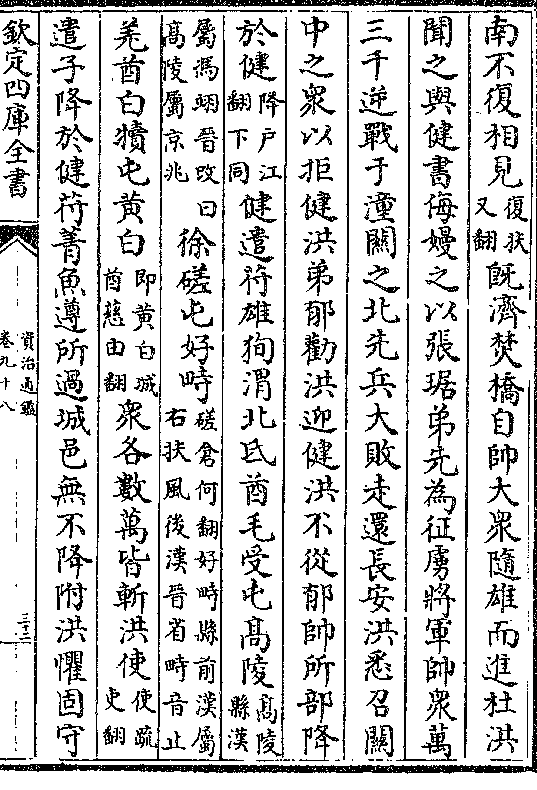 南不復相見復扶又翻既濟焚橋自帥大衆隨雄而進杜洪
聞之與健書侮嫚之以張琚弟先為征虜將軍帥衆萬
三千逆戰于潼關之北先兵大敗走還長安洪悉召關
中之衆以拒健洪弟郁勸洪迎健洪不從郁帥所部降
於健降户江翻下同健遣苻雄狥渭北氐酋毛受屯高陵高陵縣漢
屬馮翊晉改曰高陵屬京兆徐磋屯好畤磋倉何翻好畤縣前漢屬右扶風後漢晉省畤音止
羌酋白犢屯黄白即黄白城酋慈由翻衆各數萬皆斬洪使使疏吏翻
遣子降於健苻菁魚遵所過城邑無不降附洪懼固守
欽定四庫全書
資治通鑑
卷九十八
三十二